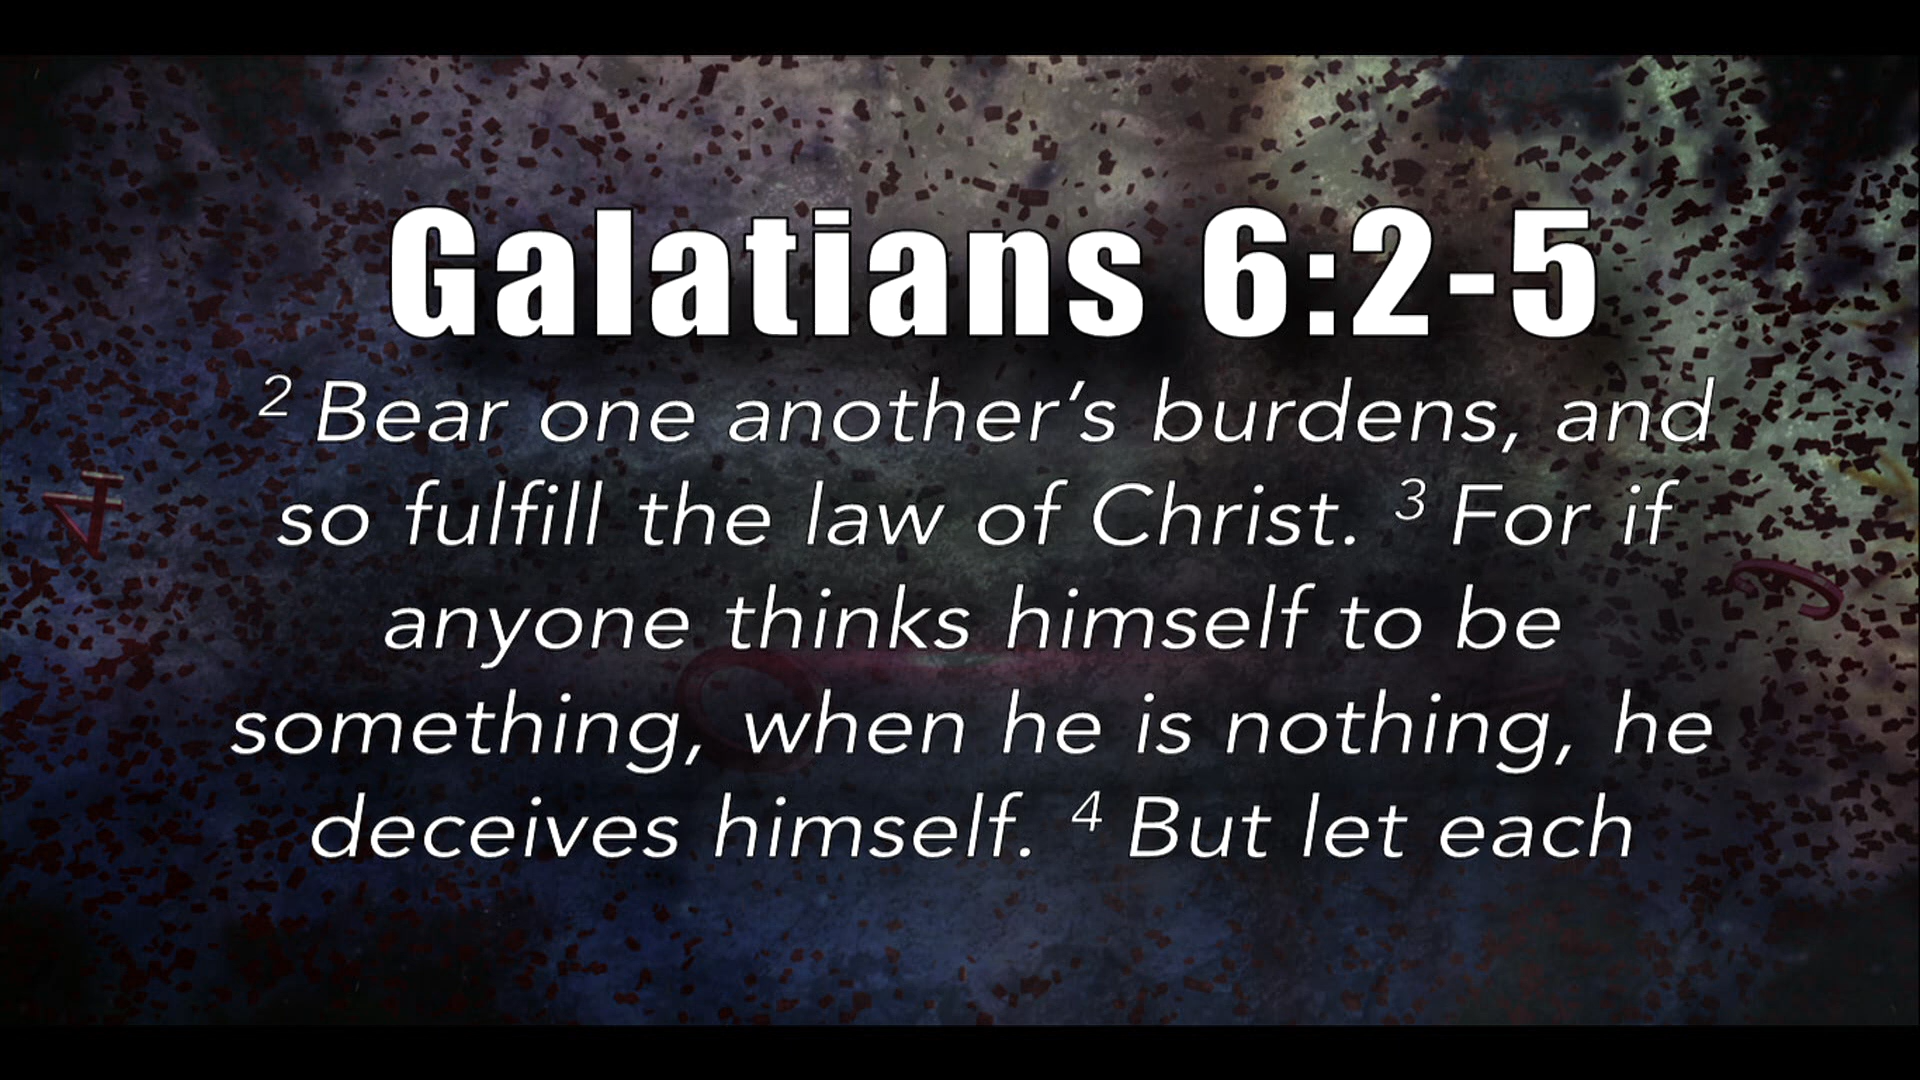 Galatians 6:2-5
2 Bear one another’s burdens, and
so fulfill the law of Christ. 3 For if
anyone thinks himself to be
something, when he is nothing, he
deceives himself. 4 But let each